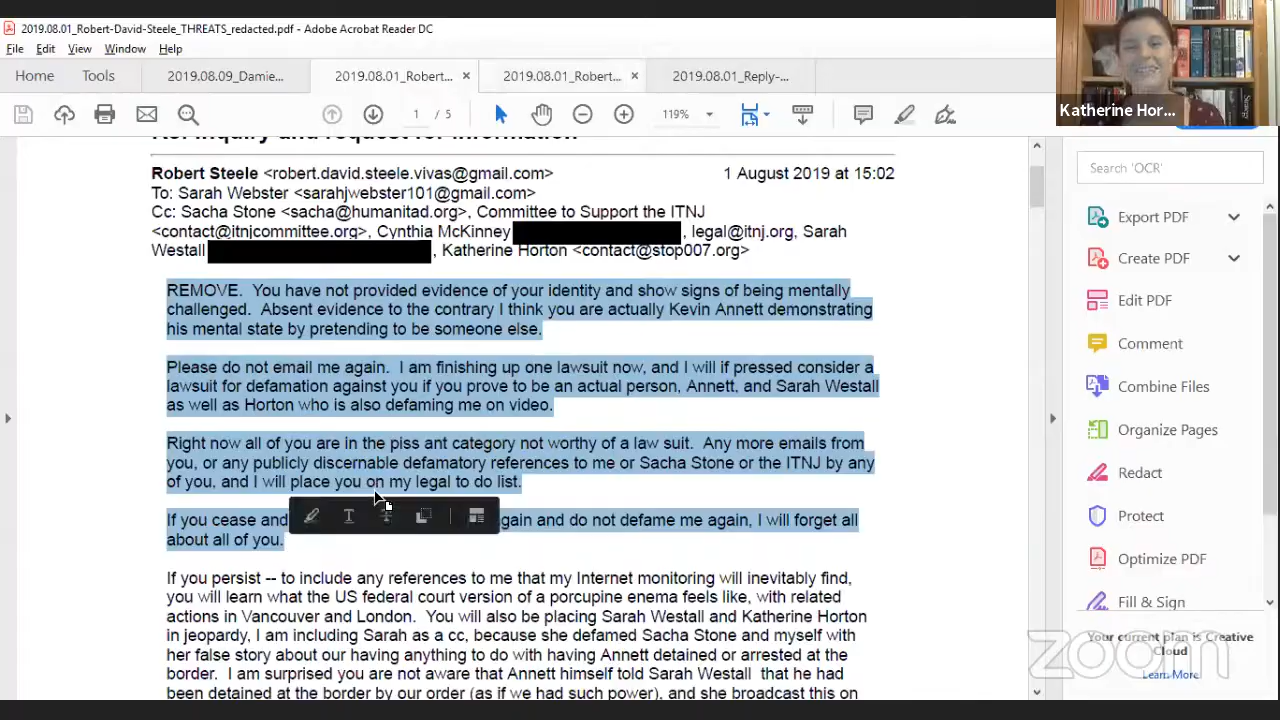 2019.08.01_Robert-David-Steele_THREATS_redacted.pdf - Adobe Acrobat Reader DC
File Edit View Window Help
Home Tools 2019.08.09_Damie... 2019.08.01_Robert... × 2019.08.01_Robert... × 2019.08.01_Reply-...
1 / 5 119%
Katherine Hor...
Robert Steele <robert.david.steele.vivas@gmail.com> 1 August 2019 at 15:02
To: Sarah Webster <sarahjwebster101@gmail.com>
Cc: Sacha Stone <sacha@humanitad.org>, Committee to Support the ITNJ
<contact@itnjcommittee.org>, Cynthia McKinney , legal@itnj.org, Sarah
Westall , Katherine Horton <contact@stop007.org>
REMOVE. You have not provided evidence of your identity and show signs of being mentally
challenged. Absent evidence to the contrary I think you are actually Kevin Annett demonstrating
his mental state by pretending to be someone else.
Please do not email me again. I am finishing up one lawsuit now, and I will if pressed consider a
lawsuit for defamation against you if you prove to be an actual person, Annett, and Sarah Westall
as well as Horton who is also defaming me on video.
Right now all of you are in the piss ant category not worthy of a law suit. Any more emails from
you, or any publicly discernable defamatory references to me or Sacha Stone or the ITNJ by any
of you, and I will place you on my legal to do list.
If you cease and gain and do not defame me again, I will forget all
about all of you.
If you persist -- to include any references to me that my Internet monitoring will inevitably find,
you will learn what the US federal court version of a porcupine enema feels like, with related
actions in Vancouver and London. You will also be placing Sarah Westall and Katherine Horton
in jeopardy, I am including Sarah as a cc, because she defamed Sacha Stone and myself with
her false story about our having anything to do with having Annett detained or arrested at the
border. I am surprised you are not aware that Annett himself told Sarah Westall that he had
been detained at the border by our order (as if we had such power), and she broadcast this on
Search 'OCR'
Export PDF
Create PDF
Edit PDF
Comment
Combine Files
Organize Pages
Redact
Protect
Optimize PDF
Fill & Sign
Your current plan is Creative
Cloud
Learn More
zoom